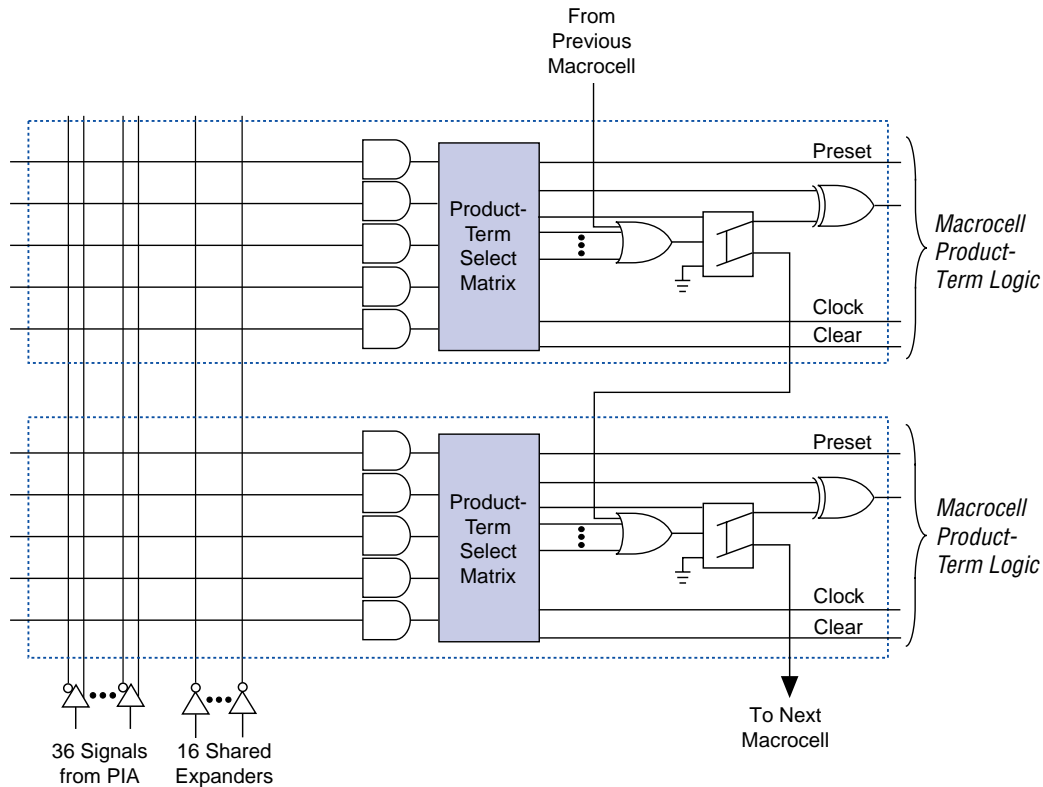 From
Previous
Macrocell
Preset
Product-
Term
Select
Matrix
Macrocell
Product-
Term Logic
Clock
Clear
Preset
Product-
Term
Select
Matrix
Macrocell
Product-
Term Logic
Clock
Clear
36 Signals
from PIA
16 Shared
Expanders
To Next
Macrocell